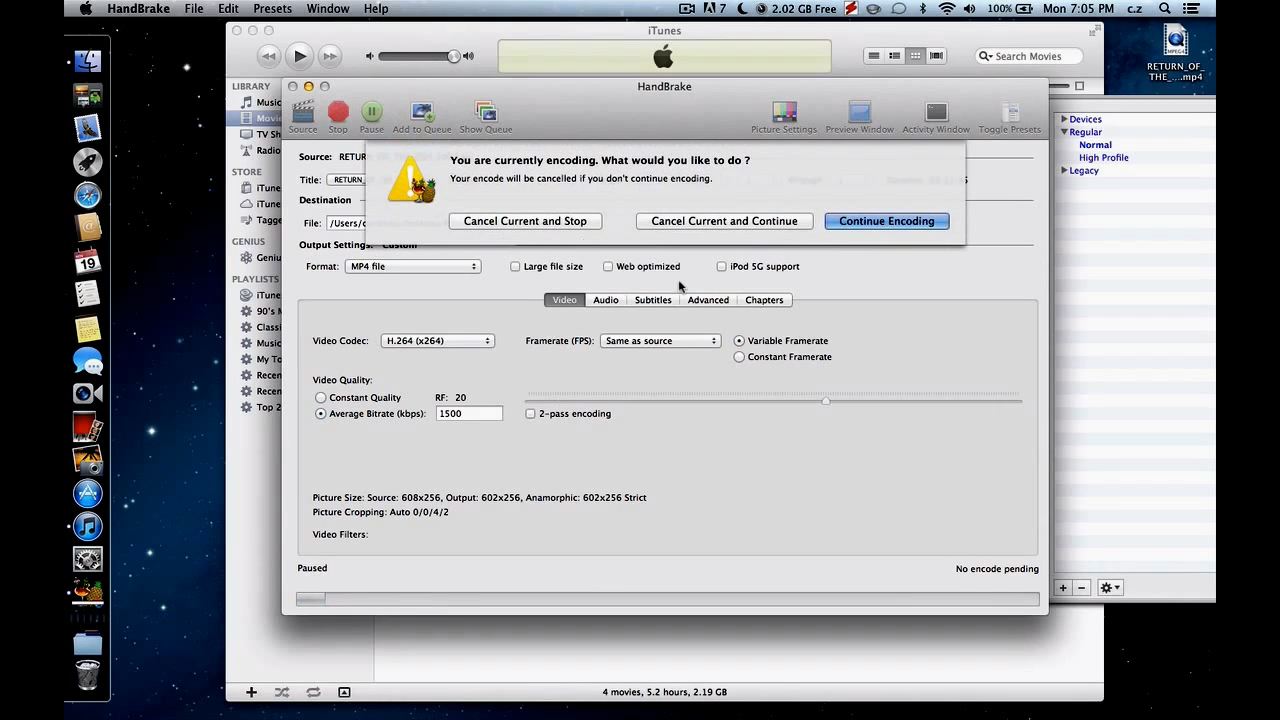 HandBrake File Edit Presets Window Help
7 2.02 GB Free 100% Mon 7:05 PM c.z
iTunes
Search Movies
MPEG4
RETURN_OF_
THE_....mp4
LIBRARY
Music
Movie
TV Sh
Radio
STORE
iTune
iTune
Tagge
GENIUS
Geniu
PLAYLISTS
iTune
90's M
Classi
Music
My To
Recen
Recen
Top 2
HandBrake
Source Stop Pause Add to Queue Show Queue Picture Settings Preview Window Activity Window Toggle Presets
Source: RETUR
Title: RETURN_
Destination
File: /Users/c
Output Settings: Custom
You are currently encoding. What would you like to do ?
Your encode will be cancelled if you don't continue encoding.
Cancel Current and Stop Cancel Current and Continue Continue Encoding
Format: MP4 file Large file size Web optimized iPod 5G support
Video Audio Subtitles Advanced Chapters
Video Codec: H.264 (x264) Framerate (FPS): Same as source Variable Framerate
Constant Framerate
Video Quality:
Constant Quality RF: 20
Average Bitrate (kbps): 1500 2-pass encoding
Picture Size: Source: 608x256, Output: 602x256, Anamorphic: 602x256 Strict
Picture Cropping: Auto 0/0/4/2
Video Filters:
Paused No encode pending
Devices
Regular
Normal
High Profile
Legacy
4 movies, 5.2 hours, 2.19 GB
NOV
19